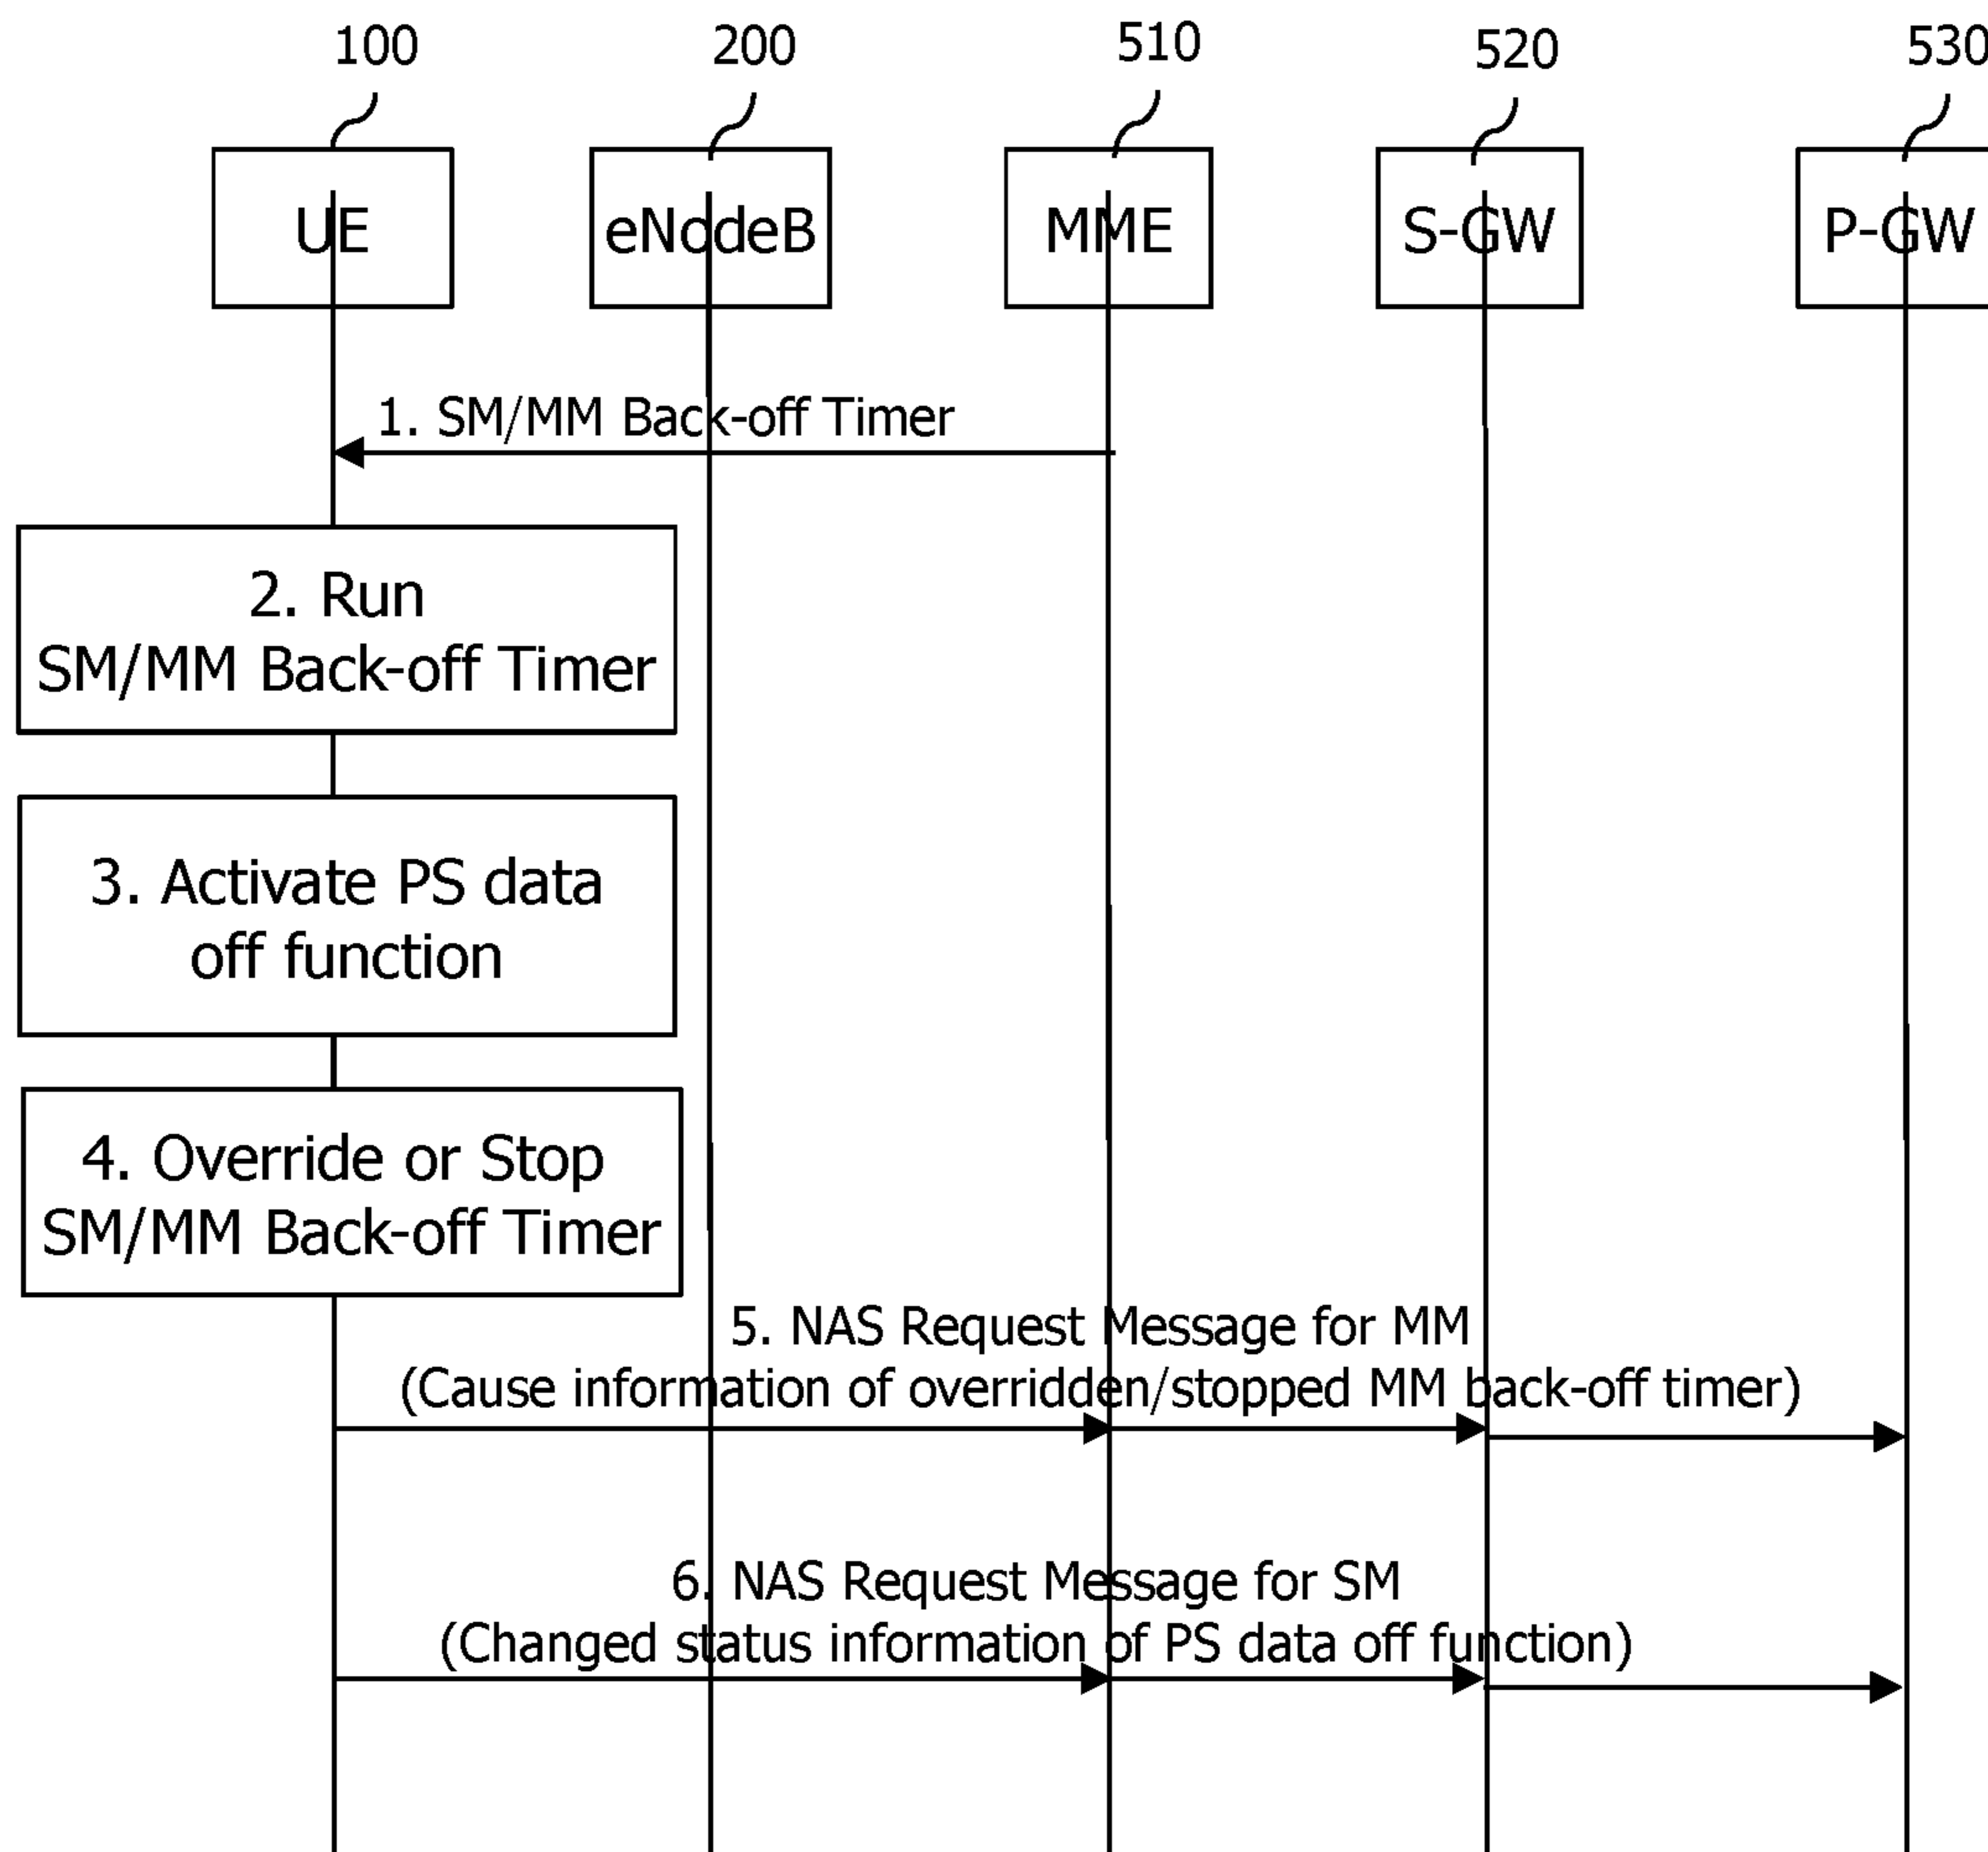 100
200
510
520
530
UE
eNodeB
MME
S-GW
P-GW
1. SM/MM Back-off Timer
2. Run
SM/MM Back-off Timer
3. Activate PS data
off function
4. Override or Stop
SM/MM Back-off Timer
5. NAS Request Message for MM
(Cause information of overridden/stopped MM back-off timer)
6. NAS Request Message for SM
(Changed status information of PS data off function)